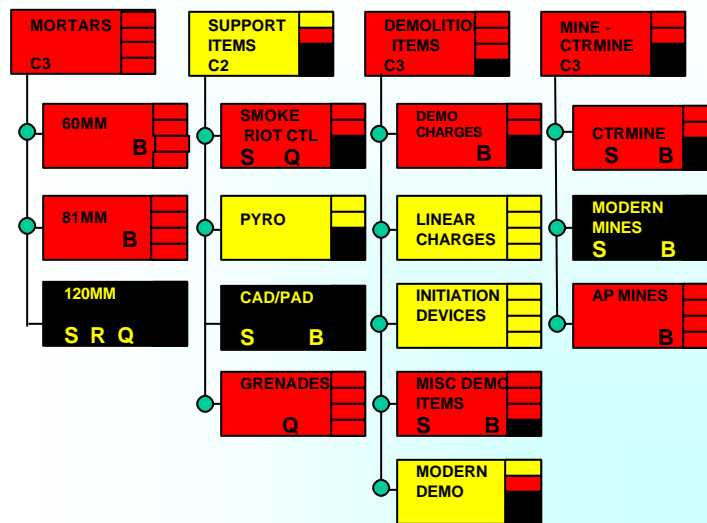 MORTARS
C3
60MM
B
81MM
B
120MM
S R Q
SUPPORT
ITEMS
C2
SMOKE
RIOT CTL
S Q
PYRO
CAD/PAD
S B
GRENADES
Q
DEMOLITIO
ITEMS
C3
DEMO
CHARGES
B
LINEAR
CHARGES
INITIATION
DEVICES
MISC DEMO
ITEMS
S B
MODERN
DEMO
MINE -
CTRMINE
C3
CTRMINE
S B
MODERN
MINES
S B
AP MINES
B